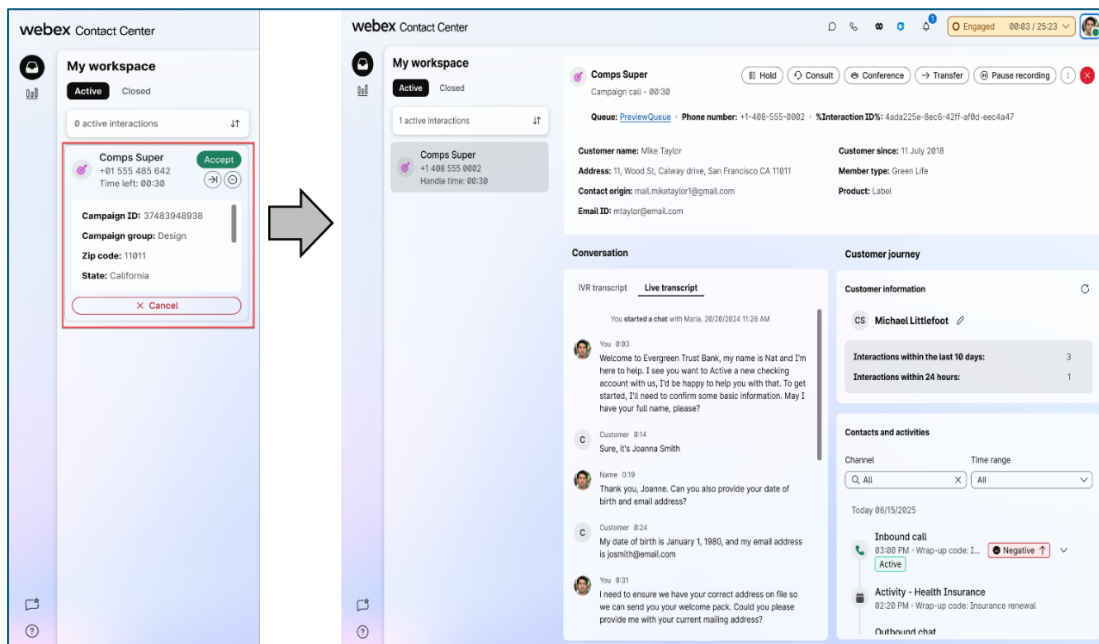 webex Contact Center
My workspace
Active Closed
0 active interactions
Comps Super
Accept
+01 555 485 642
Time left: 00:30
Campaign ID: 37483948938
Campaign group: Design
Zip code: 11011
State: California
× Cancel
webex Contact Center
1
Engaged 00:03 / 25:23
My workspace
Active Closed
1 active interactions
Comps Super
+1 408 555 0002
Handle time: 00:30
Comps Super
Campaign call - 00:30
Hold
Consult
Conference
Transfer
Pause recording
Queue: PreviewQueue • Phone number: +1-408-555-0002 • %Interaction ID%: 4ada225e-8ec6-42ff-af0d-eec4a47
Customer name: Mike Taylor
Address: 11, Wood St, Calway drive, San Francisco CA 11011
Contact origin: mail.miketaylor1@gmail.com
Email ID: mtaylor@email.com
Customer since: 11 July 2018
Member type: Green Life
Product: Label
Conversation
IVR transcript Live transcript
You started a chat with Maria. 20/20/2024 11:26 AM
You 0:03
Welcome to Evergreen Trust Bank, my name is Nat and I'm
here to help. I see you want to Active a new checking
account with us, I'd be happy to help you with that. To get
started, I'll need to confirm some basic information. May I
have your full name, please?
C
Customer 0:14
Sure, it's Joanna Smith
Name 0:19
Thank you, Joanne. Can you also provide your date of
birth and email address?
C
Customer 0:24
My date of birth is January 1, 1980, and my email address
is josmith@email.com
You 0:31
I need to ensure we have your correct address on file so
we can send you your welcome pack. Could you please
provide me with your current mailing address?
Customer journey
Customer information
CS Michael Littlefoot
Interactions within the last 10 days: 3
Interactions within 24 hours: 1
Contacts and activities
Channel
All
Time range
All
Today 06/15/2025
Inbound call
03:00 PM - Wrap-up code: I...
Negative
Active
Activity - Health Insurance
02:20 PM - Wrap-up code: Insurance renewal
Outbound chat